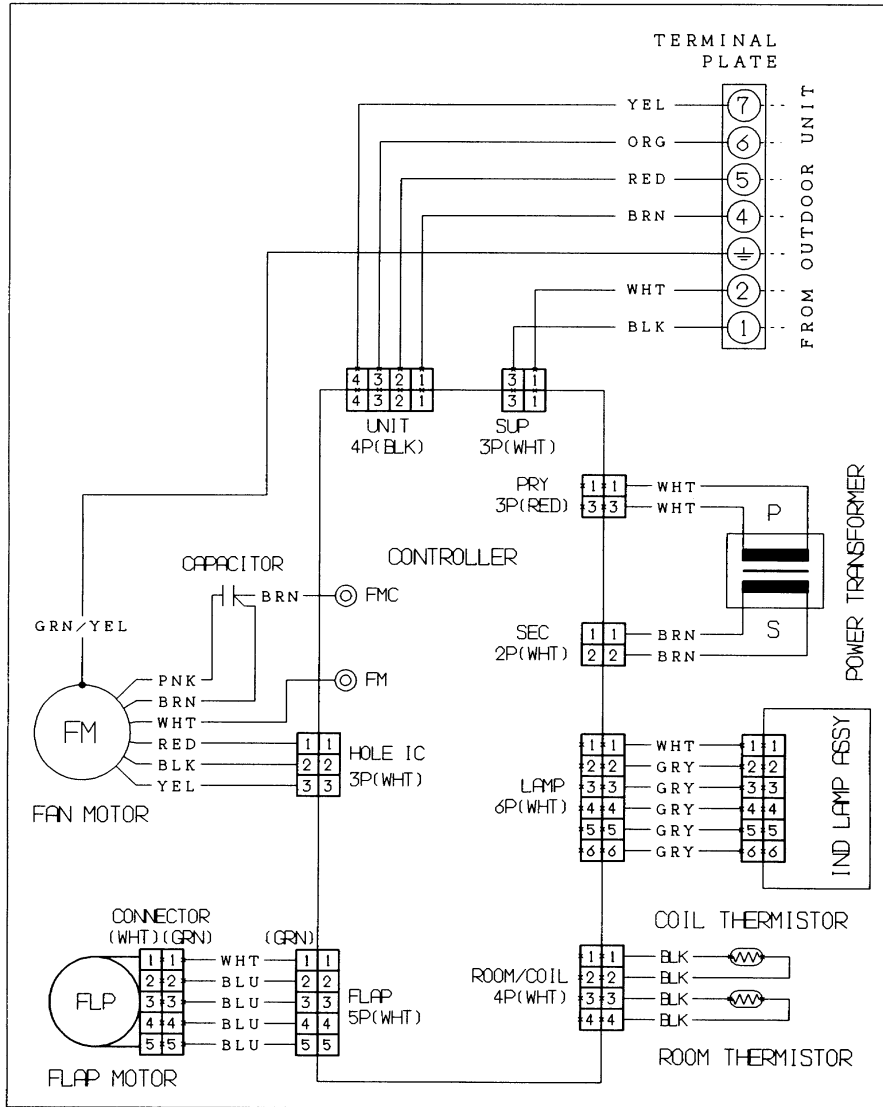 TERMINAL
PLATE
YEL 7
ORG 6
RED 5
BRN 4
WHT 2
BLK 1
FROM OUTDOOR UNIT
4 3 2 1
4 3 2 1
UNIT
4P(BLK)
3 1
3 1
SUP
3P(WHT)
PRY
3P(RED)
1 1 WHT
3 3 WHT
P
S
POWER TRANSFORMER
CONTROLLER
CAPACITOR
BRN FMC
GRN/YEL
SEC
2P(WHT)
1 1 BRN
2 2 BRN
FM
PNK
BRN
WHT FM
RED 1 1
BLK 2 2
YEL 3 3
HOLE IC
3P(WHT)
FAN MOTOR
LAMP
6P(WHT)
1 1 WHT 1 1
2 2 GRY 2 2
3 3 GRY 3 3
4 4 GRY 4 4
5 5 GRY 5 5
6 6 GRY 6 6
IND LAMP ASSY
CONNECTOR
(WHT)(GRN) (GRN)
FLP
1 1 WHT 1 1
2 2 BLU 2 2
3 3 BLU 3 3
4 4 BLU 4 4
5 5 BLU 5 5
FLAP
5P(WHT)
FLAP MOTOR
COIL THERMISTOR
ROOM/COIL
4P(WHT)
1 1 BLK
2 2 BLK
3 3 BLK
4 4 BLK
ROOM THERMISTOR